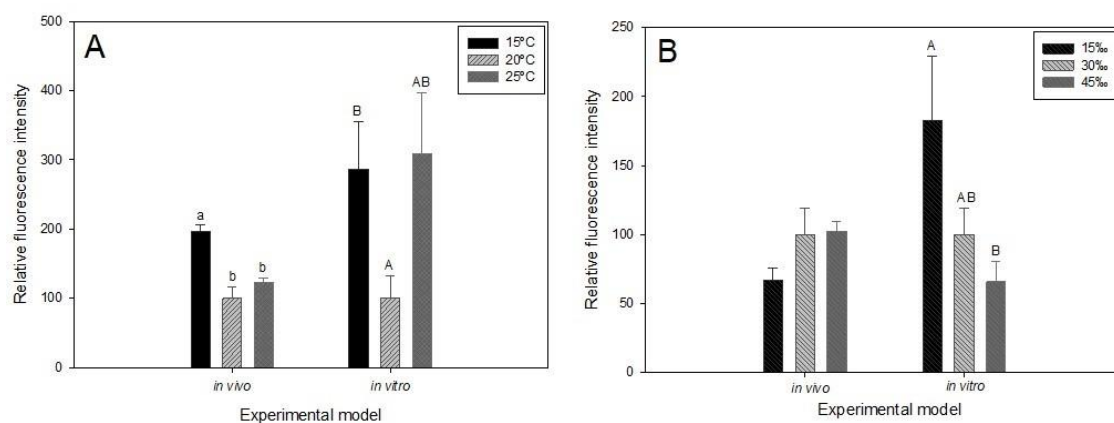 A
500
400
300
200
100
0
Relative fluorescence intensity
15ºC
20ºC
25ºC
a
b
b
B
A
AB
in vivo
in vitro
Experimental model
B
250
200
150
100
50
0
Relative fluorescence intensity
15‰
30‰
45‰
A
AB
B
in vivo
in vitro
Experimental model